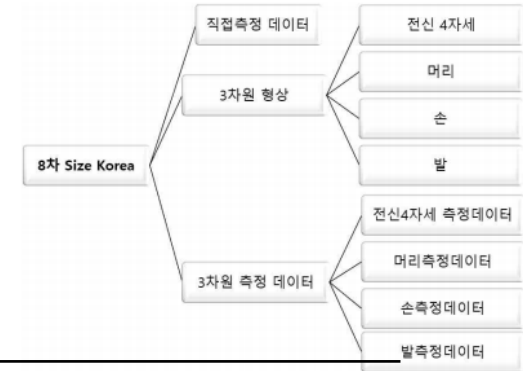 직접측정 데이터
전신 4자세
머리
3차원 형상
손
8차 Size Korea
발
전신4자세 측정데이터
머리측정데이터
3차원 측정 데이터
손측정데이터
발측정데이터